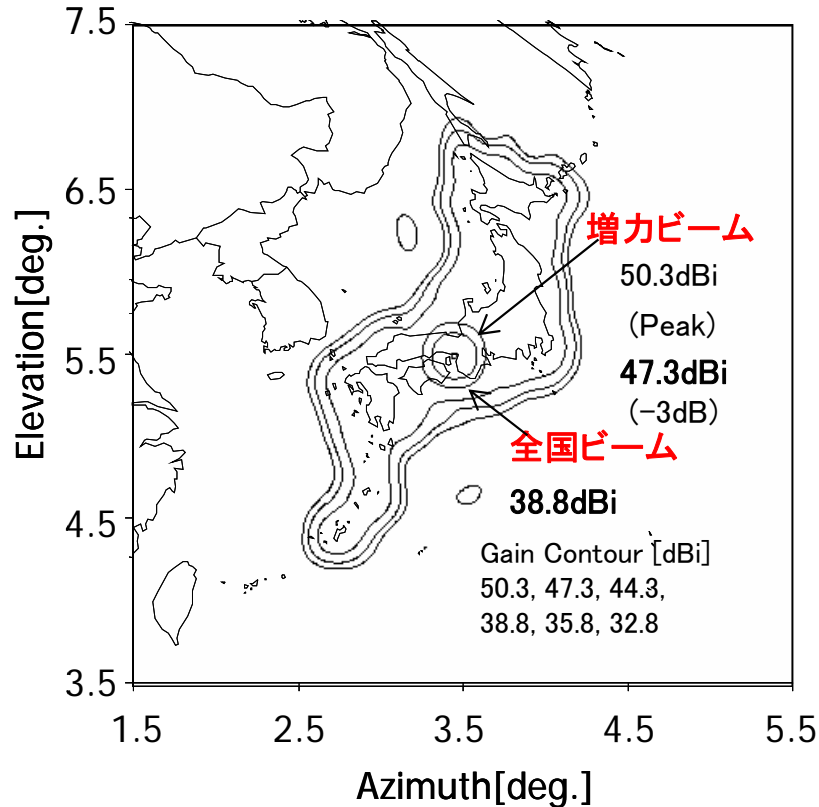 7.5
6.5
5.5
4.5
3.5
Elevation[deg.]
増力ビーム
50.3dBi
(Peak)
47.3dBi
(-3dB)
全国ビーム
38.8dBi
Gain Contour [dBi]
50.3, 47.3, 44.3,
38.8, 35.8, 32.8
1.5 2.5 3.5 4.5 5.5
Azimuth[deg.]